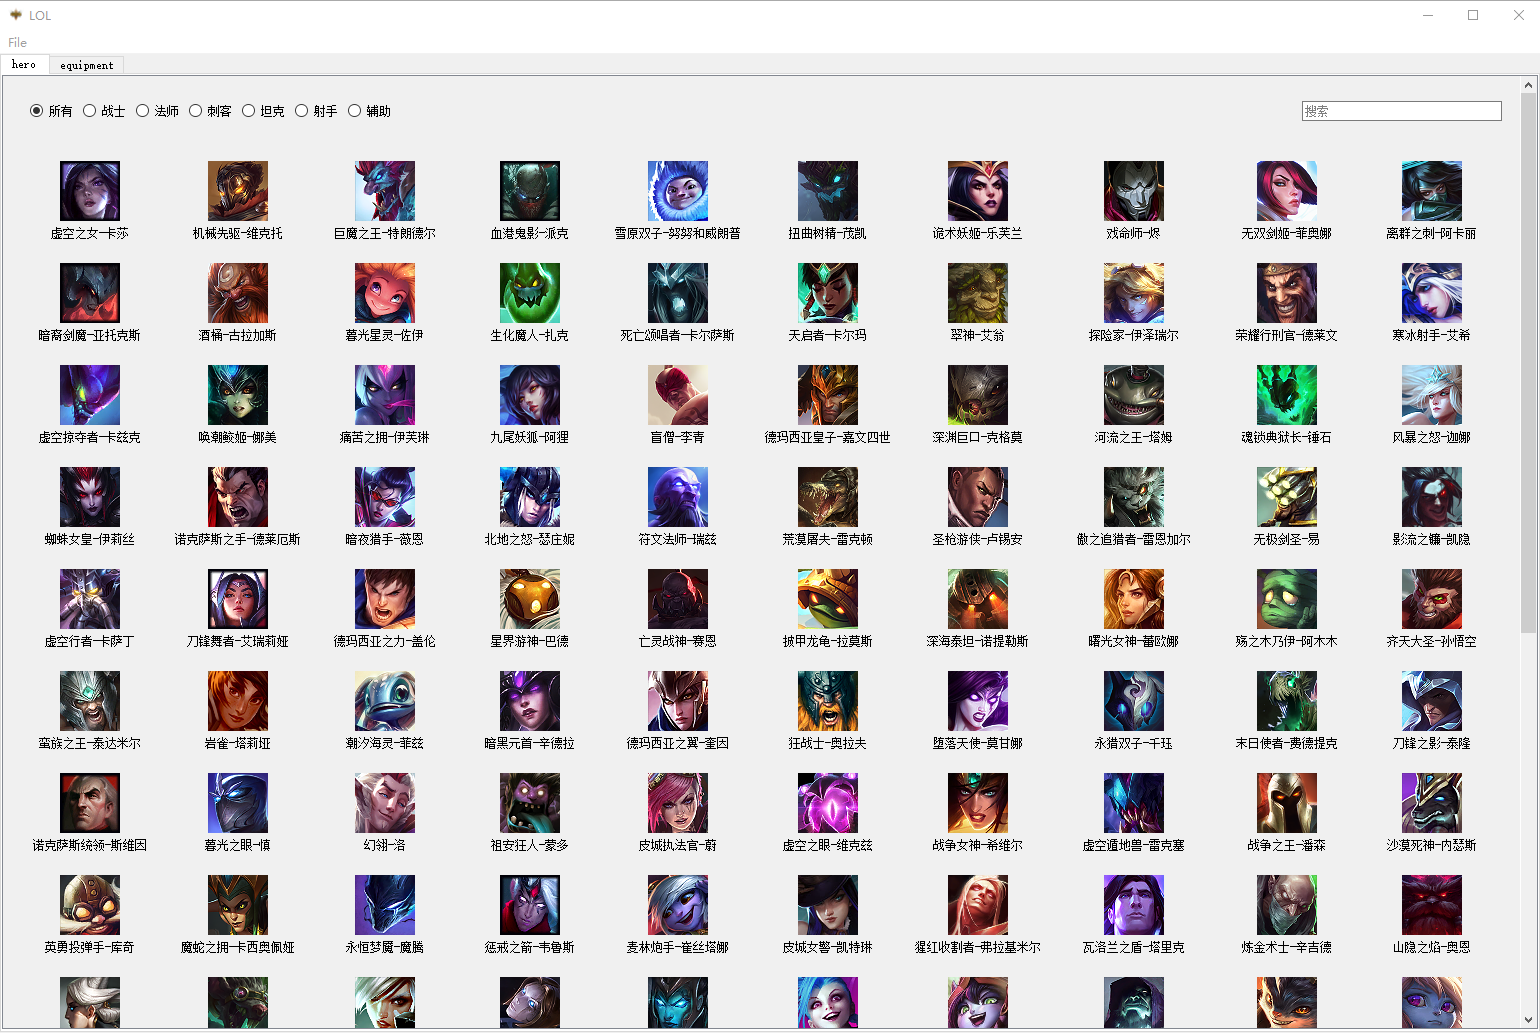 LOL
File
hero equipment
所有 战士 法师 刺客 坦克 射手 辅助 搜索
虚空之女-卡莎 机械先驱-维克托 巨魔之王-特朗德尔 血港鬼影-派克 雪原双子-努努和威朗普 扭曲树精-茂凯 诡术妖姬-乐芙兰 戏命师-烬 无双剑姬-菲奥娜 离群之刺-阿卡丽
暗裔剑魔-亚托克斯 酒桶-古拉加斯 暮光星灵-佐伊 生化魔人-扎克 死亡颂唱者-卡尔萨斯 天启者-卡尔玛 翠神-艾翁 探险家-伊泽瑞尔 荣耀行刑官-德莱文 寒冰射手-艾希
虚空掠夺者-卡兹克 唤潮鲛姬-娜美 痛苦之拥-伊芙琳 九尾妖狐-阿狸 盲僧-李青 德玛西亚皇子-嘉文四世 深渊巨口-克格莫 河流之王-塔姆 魂锁典狱长-锤石 风暴之怒-迦娜
蜘蛛女皇-伊莉丝 诺克萨斯之手-德莱厄斯 暗夜猎手-薇恩 北地之怒-瑟庄妮 符文法师-瑞兹 荒漠屠夫-雷克顿 圣枪游侠-卢锡安 傲之追猎者-雷恩加尔 无极剑圣-易 影流之镰-凯隐
虚空行者-卡萨丁 刀锋舞者-艾瑞莉娅 德玛西亚之力-盖伦 星界游神-巴德 亡灵战神-赛恩 披甲龙龟-拉莫斯 深海泰坦-诺提勒斯 曙光女神-蕾欧娜 殇之木乃伊-阿木木 齐天大圣-孙悟空
蛮族之王-泰达米尔 岩雀-塔莉垭 潮汐海灵-菲兹 暗黑元首-辛德拉 德玛西亚之翼-奎因 狂战士-奥拉夫 堕落天使-莫甘娜 永猎双子-千珏 末日使者-费德提克 刀锋之影-泰隆
诺克萨斯统领-斯维因 暮光之眼-慎 幻翎-洛 祖安狂人-蒙多 皮城执法官-蔚 虚空之眼-维克兹 战争女神-希维尔 虚空遁地兽-雷克塞 战争之王-潘森 沙漠死神-内瑟斯
英勇投弹手-库奇 魔蛇之拥-卡西奥佩娅 永恒梦魇-魔腾 惩戒之箭-韦鲁斯 麦林炮手-崔丝塔娜 皮城女警-凯特琳 猩红收割者-弗拉基米尔 瓦洛兰之盾-塔里克 炼金术士-辛吉德 山隐之焰-奥恩